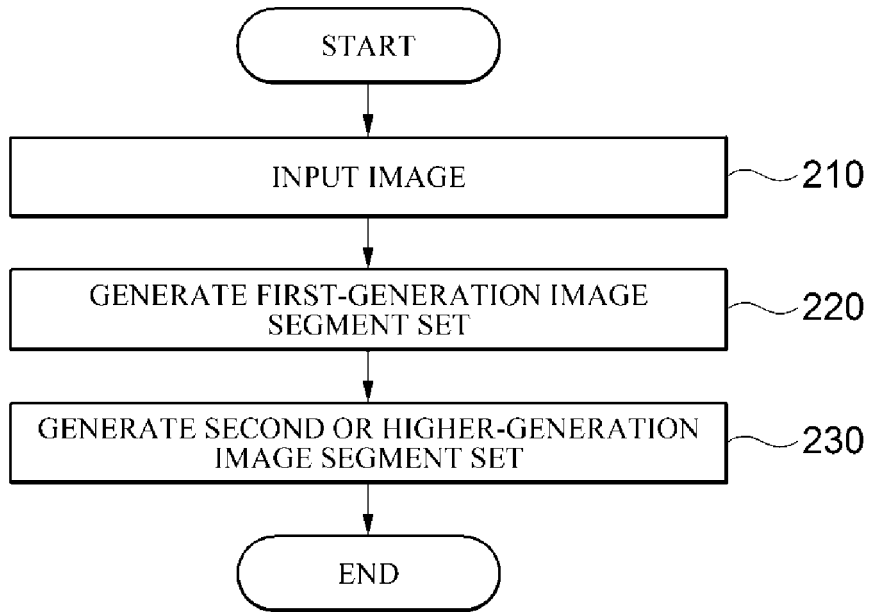 START
INPUT IMAGE
210
GENERATE FIRST-GENERATION IMAGE
SEGMENT SET
220
GENERATE SECOND OR HIGHER-GENERATION
IMAGE SEGMENT SET
230
END